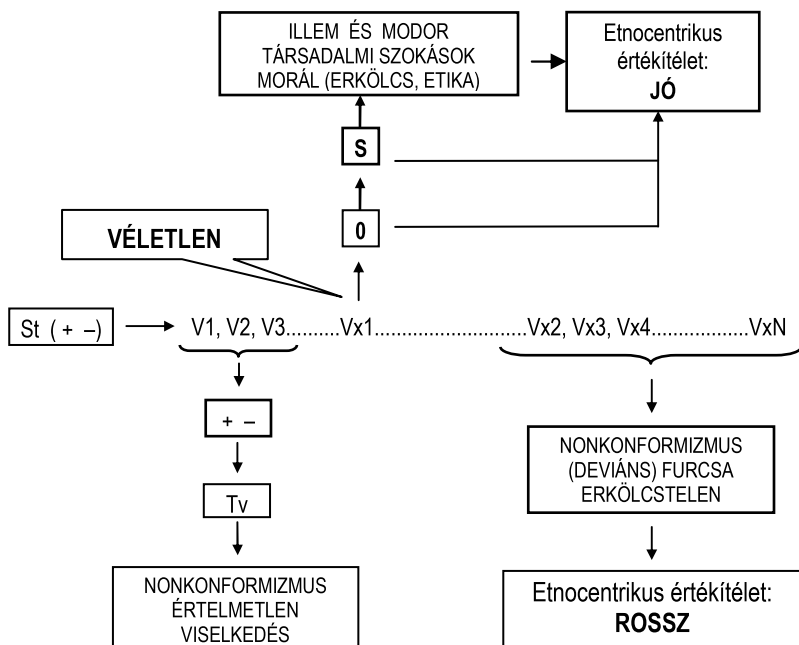 ILLEM ÉS MODOR
TÁRSADALMI SZOKÁSOK
MORÁL (ERKÖLCS, ETIKA)
Etnocentrikus
értékítélet:
JÓ
S
0
VÉLETLEN
St ( + –)
V1, V2, V3..........Vx1............................Vx2, Vx3, Vx4..................VxN
+ –
Tv
NONKONFORMIZMUS
ÉRTELMETLEN
VISELKEDÉS
NONKONFORMIZMUS
(DEVIÁNS) FURCSA
ERKÖLCSTELEN
Etnocentrikus értékítélet:
ROSSZ